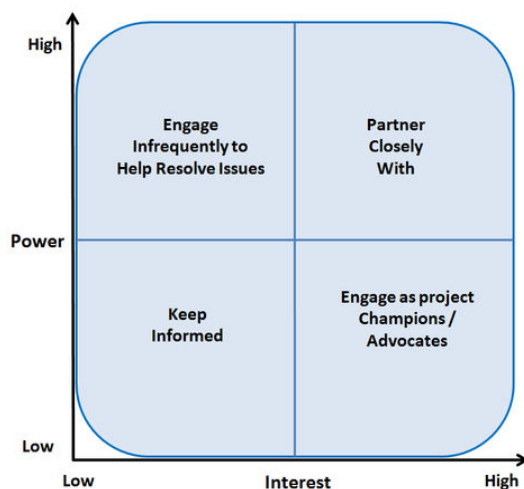 High
Engage
Infrequently to
Help Resolve Issues
Partner
Closely
With
Power
Keep
Informed
Engage as project
Champions /
Advocates
Low
Low
Interest
High